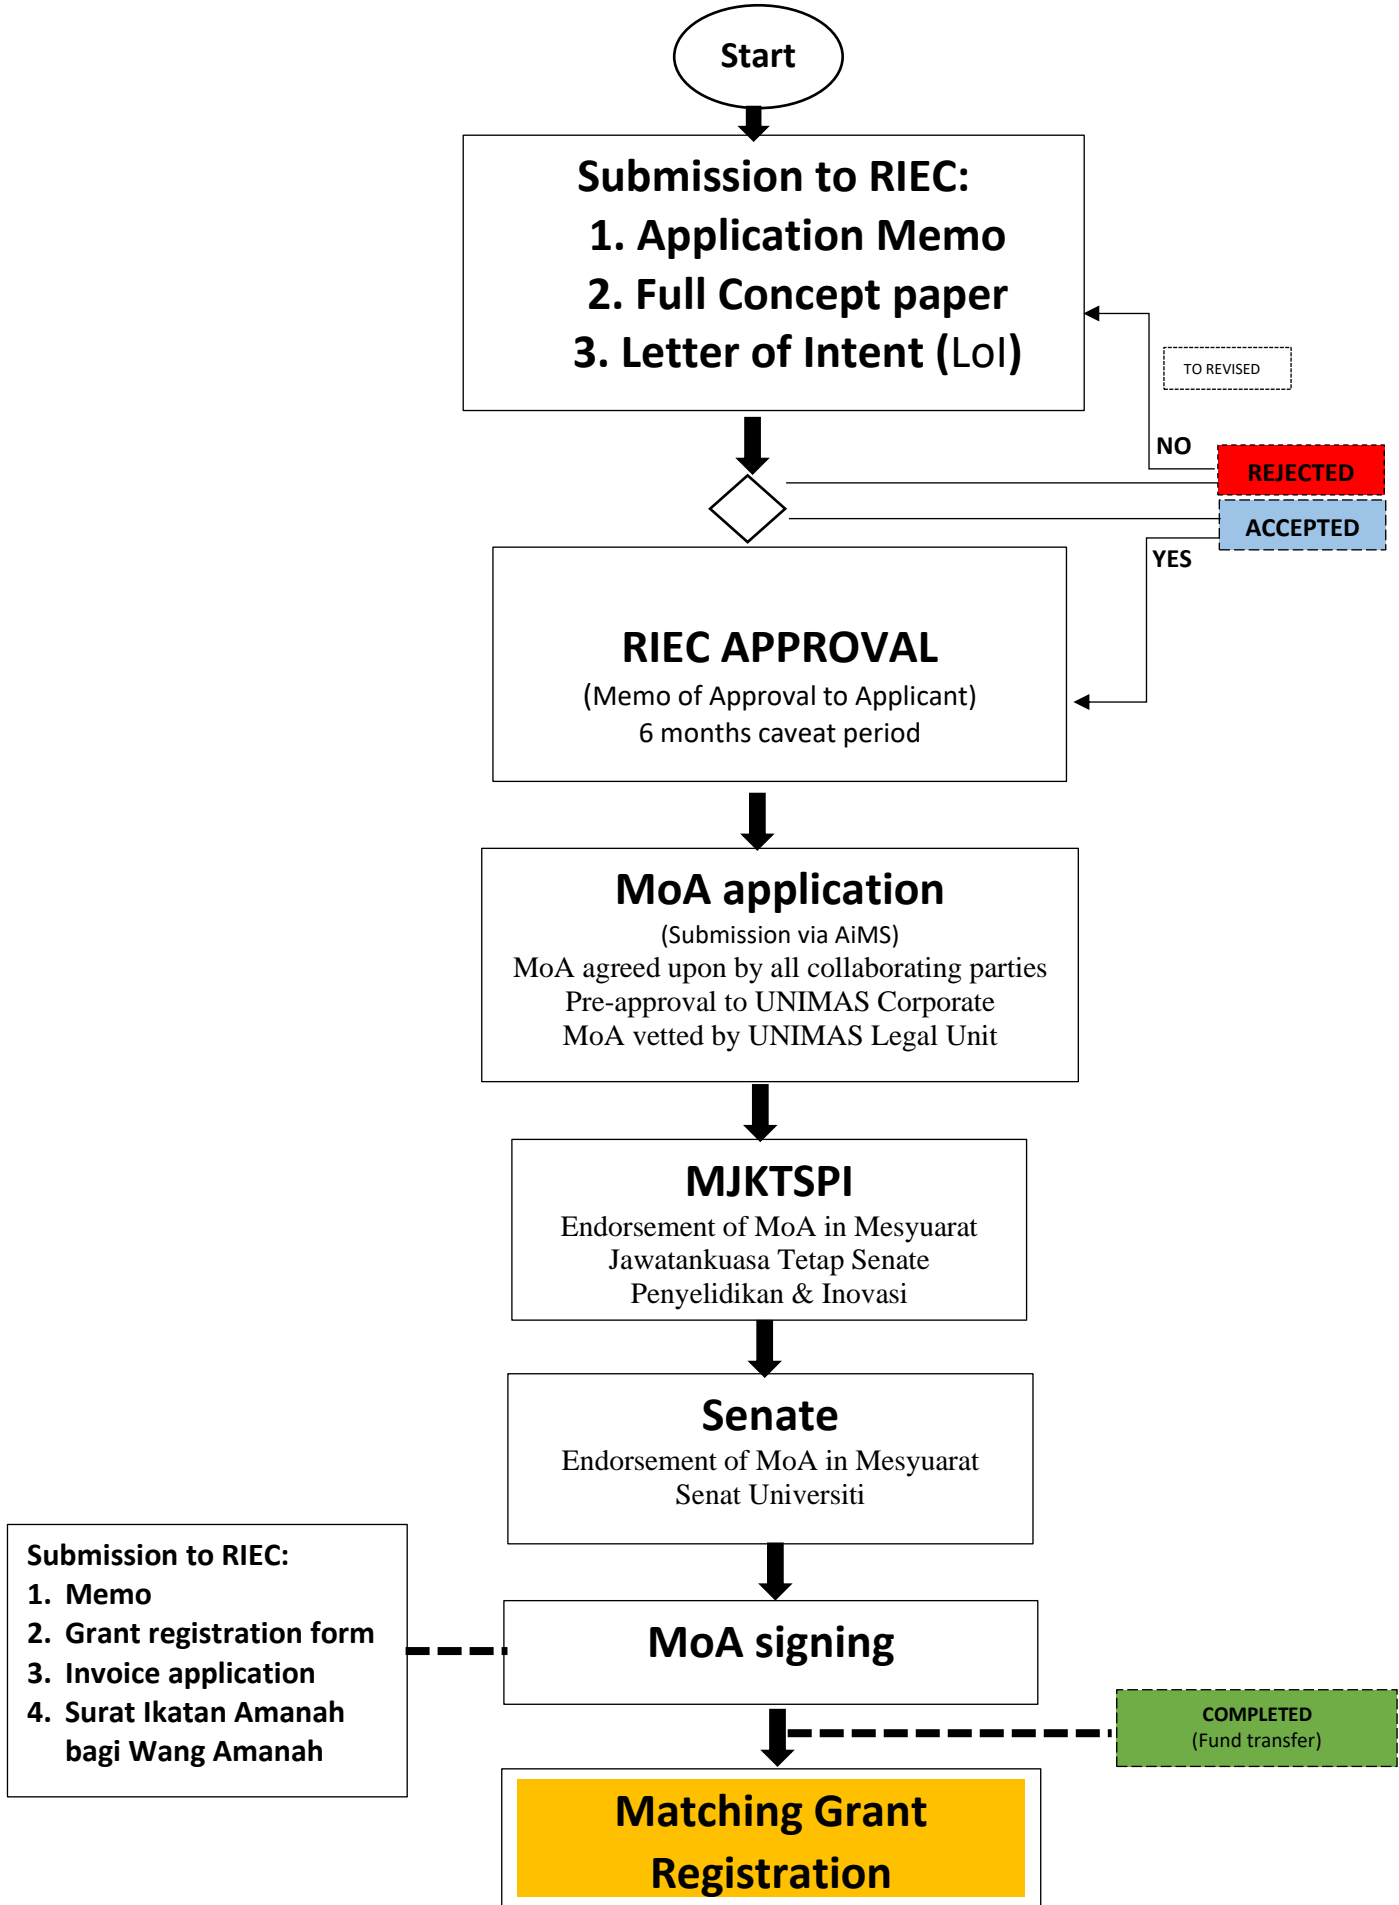 Start
Submission to RIEC:
1. Application Memo
2. Full Concept paper
3. Letter of Intent (LoI)
TO REVISED
NO
REJECTED
ACCEPTED
YES
RIEC APPROVAL
(Memo of Approval to Applicant)
6 months caveat period
MoA application
(Submission via AiMS)
MoA agreed upon by all collaborating parties
Pre-approval to UNIMAS Corporate
MoA vetted by UNIMAS Legal Unit
MJKTSPI
Endorsement of MoA in Mesyuarat
Jawatankuasa Tetap Senate
Penyelidikan & Inovasi
Senate
Endorsement of MoA in Mesyuarat
Senat Universiti
Submission to RIEC:
1. Memo
2. Grant registration form
3. Invoice application
4. Surat Ikatan Amanah
bagi Wang Amanah
MoA signing
COMPLETED
(Fund transfer)
Matching Grant
Registration